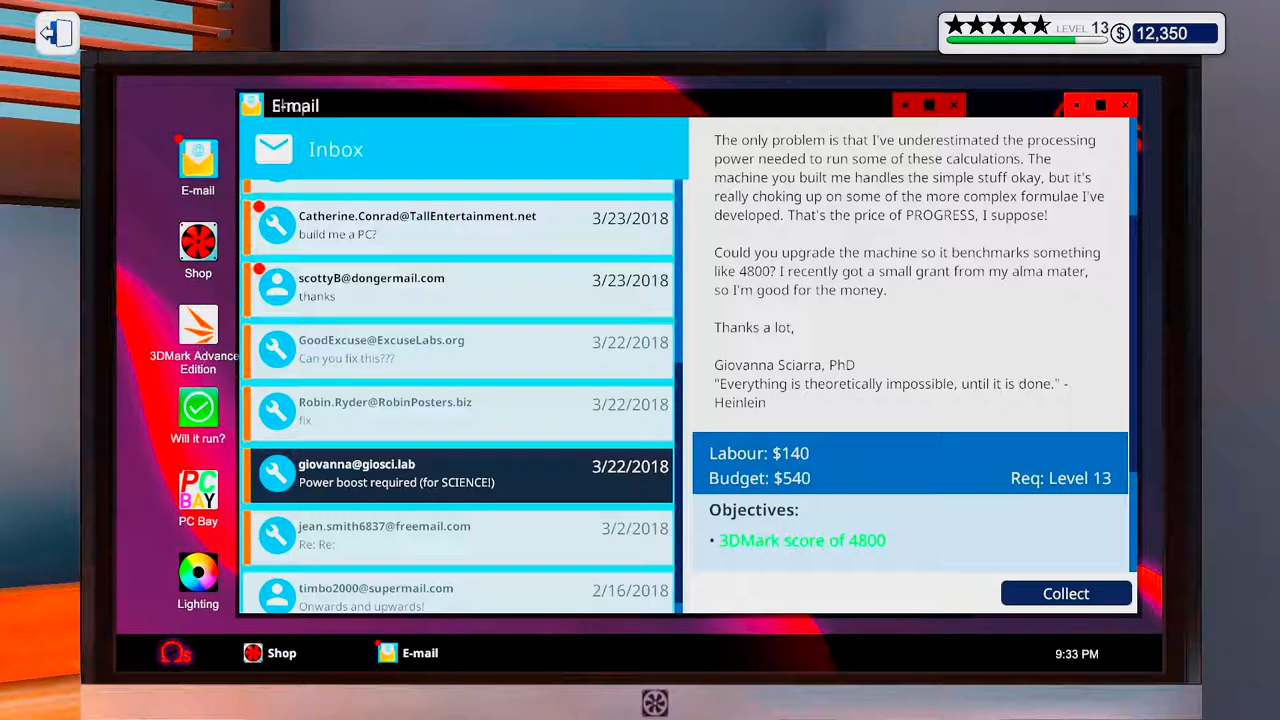 LEVEL 13
$ 12,350
E-mail
Inbox
Catherine.Conrad@TallEntertainment.net
3/23/2018
build me a PC?
scottyB@dongermail.com
3/23/2018
thanks
GoodExcuse@ExcuseLabs.org
3/22/2018
Can you fix this???
Robin.Ryder@RobinPosters.biz
3/22/2018
fix
giovanna@giosci.lab
3/22/2018
Power boost required (for SCIENCE!)
jean.smith6837@freemail.com
3/2/2018
Re: Re:
timbo2000@supermail.com
2/16/2018
Onwards and upwards!
The only problem is that I've underestimated the processing
power needed to run some of these calculations. The
machine you built me handles the simple stuff okay, but it's
really choking up on some of the more complex formulae I've
developed. That's the price of PROGRESS, I suppose!
Could you upgrade the machine so it benchmarks something
like 4800? I recently got a small grant from my alma mater,
so I'm good for the money.
Thanks a lot,
Giovanna Sciarra, PhD
"Everything is theoretically impossible, until it is done." -
Heinlein
Labour: $140
Budget: $540
Req: Level 13
Objectives:
• 3DMark score of 4800
Collect
E-mail
Shop
3DMark Advance
Edition
Will it run?
PC
BAY
PC Bay
Lighting
Ωs
Shop
E-mail
9:33 PM